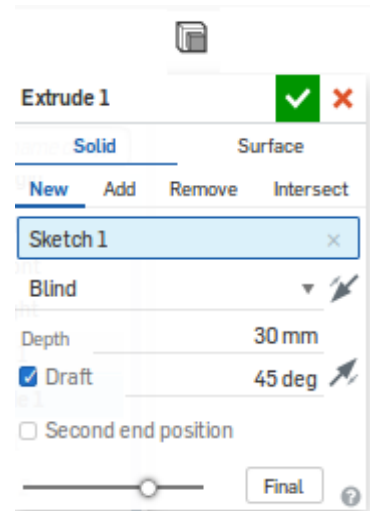 Extrude 1
Solid Surface
New Add Remove Intersect
Sketch 1
Blind
Depth 30 mm
Draft 45 deg
Second end position
Final